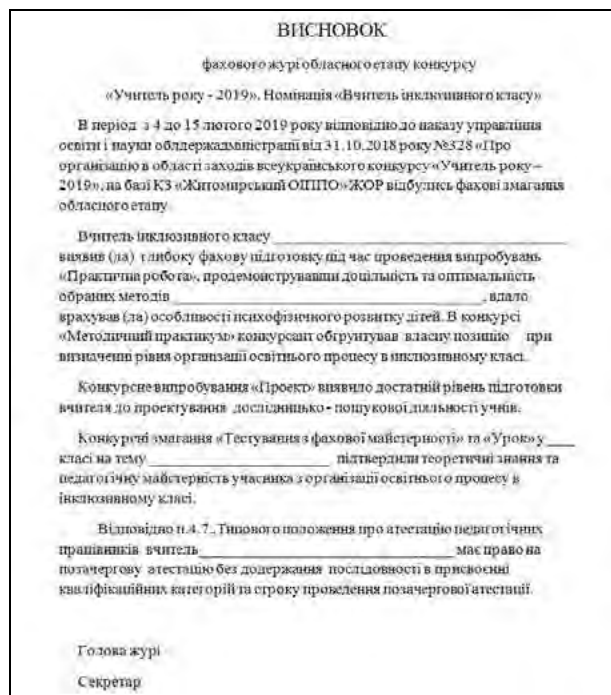 ВИСНОВОК
фахового журі обласного етапу конкурсу
«Учитель року - 2019». Номінація «Вчитель інклюзивного класу»
В період з 4 до 15 лютого 2019 року відповідно до наказу управління
освіти і науки облдержадміністрації від 31.10.2018 року №328 «Про
організацію в області заходів всеукраїнського конкурсу «Учитель року –
2019», на базі КЗ «Житомирський ОІППО» ЖОР відбулись фахові змагання
обласного етапу.
Вчитель інклюзивного класу ______________________________
виявив (ла) глибоку фахову підготовку під час проведення випробувань
«Практична робота», продемонструвавши доцільність та оптимальність
обраних методів ______________________________, вдало
врахував (ла) особливості психофізичного розвитку дітей. В конкурсі
«Методичний практикум» конкурсант обґрунтував власну позицію при
визначенні рівня організації освітнього процесу в інклюзивному класі.
Конкурсне випробування «Проект» виявило достатній рівень підготовки
вчителя до проектування дослідницько - пошукової діяльності учнів.
Конкурсні змагання «Тестування з фахової майстерності» та «Урок» у ___
класі на тему ___________________ підтвердили теоретичні знання та
педагогічну майстерність учасника з організації освітнього процесу в
інклюзивному класі.
Відповідно п.4.7. Типового положення про атестацію педагогічних
працівників вчитель__________________________ має право на
позачергову атестацію без додержання послідовності в присвоєнні
кваліфікаційних категорій та строку проведення позачергової атестації.
Голова журі
Секретар